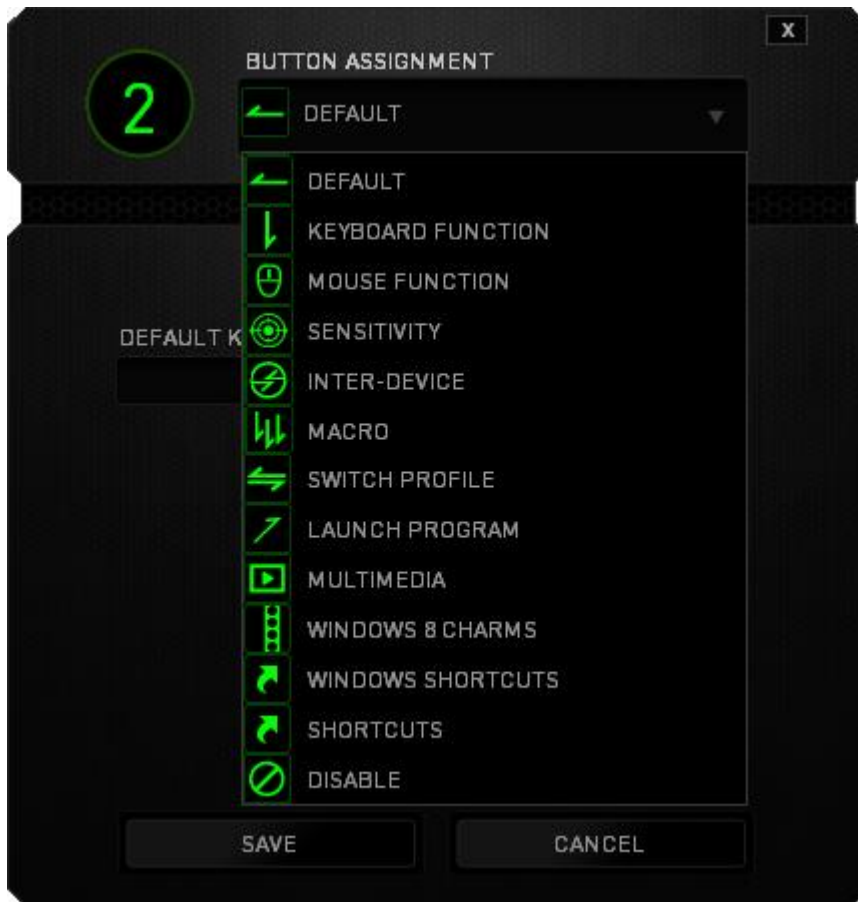 X
BUTTON ASSIGNMENT
2
DEFAULT
DEFAULT
KEYBOARD FUNCTION
MOUSE FUNCTION
DEFAULT K
SENSITIVITY
INTER-DEVICE
MACRO
SWITCH PROFILE
LAUNCH PROGRAM
MULTIMEDIA
WINDOWS 8 CHARMS
WINDOWS SHORTCUTS
SHORTCUTS
DISABLE
SAVE
CANCEL